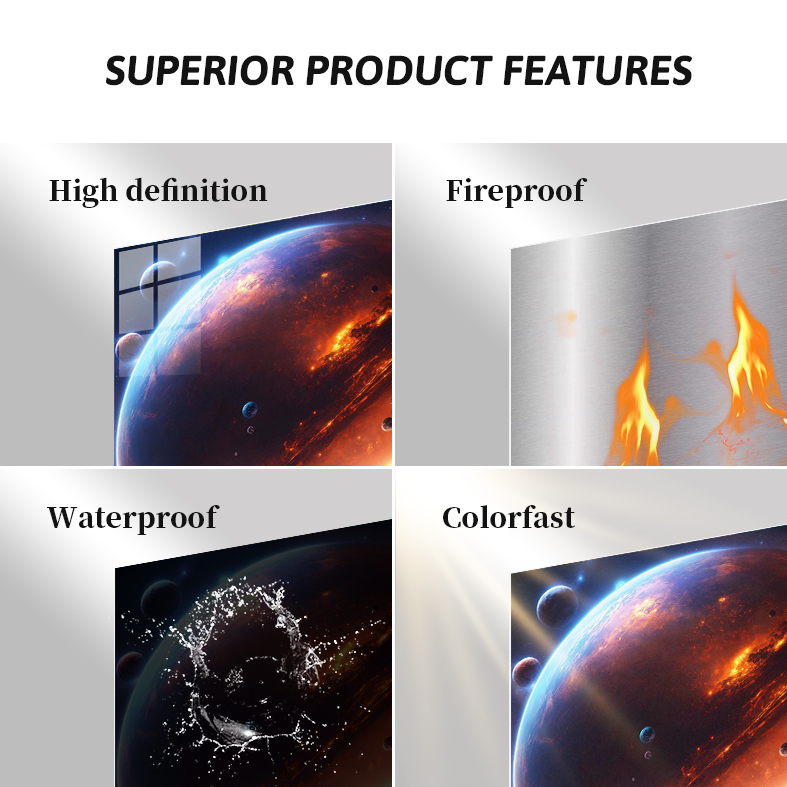 SUPERIOR PRODUCT FEATURES
High definition
Fireproof
Waterproof
Colorfast